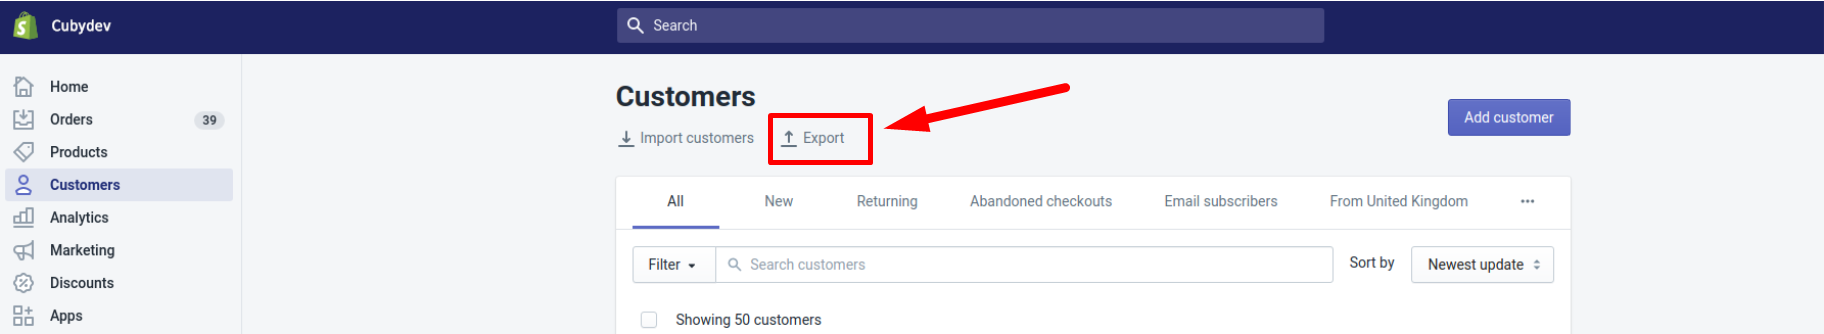 Cubydev
Search
Home
Orders 39
Products
Customers
Analytics
Marketing
Discounts
Apps
Customers
Import customers Export
Add customer
All New Returning Abandoned checkouts Email subscribers From United Kingdom ...
Filter Search customers Sort by Newest update
Showing 50 customers